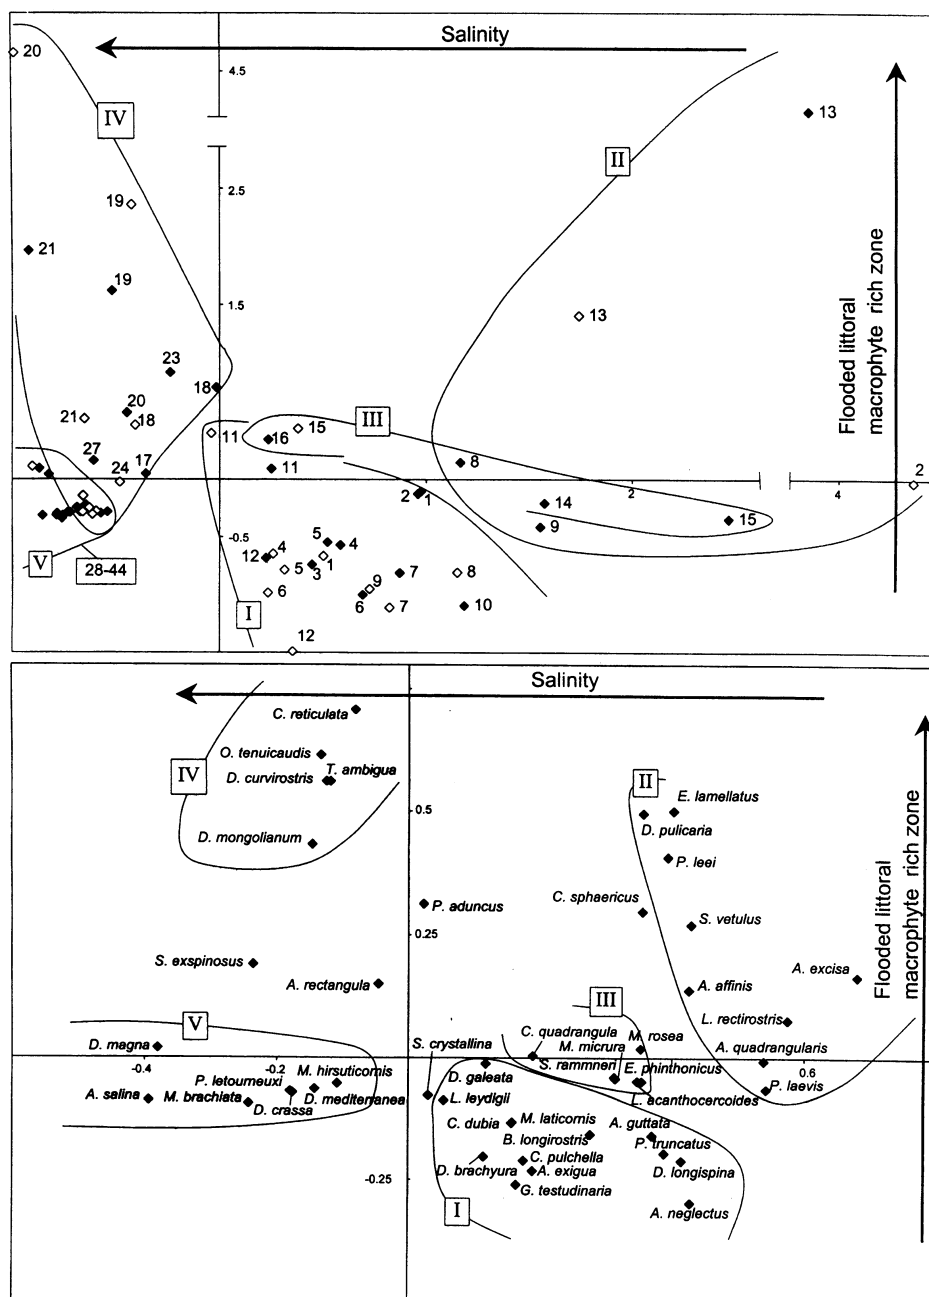 Salinity
20
4.5
IV
13
II
19
2.5
21
19
1.5
13
Flooded littoral
macrophyte rich zone
23
18
20
21
18
III
15
16
11
11
8
27
24
17
2
1
2
4
2
14
15
9
-0.5
5
4
12
4
1
3
5
7
8
9
6
6
7
10
V
28-44
I
12
Salinity
C. reticulata
O. tenuicaudis
IV
T. ambigua
D. curvirostris
II
E. lamellatus
0.5
D. pulicaria
D. mongolianum
P. leei
Flooded littoral
macrophyte rich zone
C. sphaericus
P. aduncus
S. vetulus
0.25
S. exspinosus
A. excisa
A. rectangula
A. affinis
III
L. rectirostris
V
C. quadrangula
M. rosea
S. crystallina
M. micrura
A. quadrangularis
D. magna
S. rammneri
E. phinthonicus
-0.4
-0.2
M. hirsuticornis
D. galeata
0.6
P. letourneuxi
P. laevis
A. salina
M. brachiata
D. mediterranea
L. leydigii
L. acanthocercoides
D. crassa
C. dubia
M. laticornis
A. guttata
B. longirostris
P. truncatus
C. pulchella
D. brachyura
A. exigua
D. longispina
-0.25
G. testudinaria
I
A. neglectus